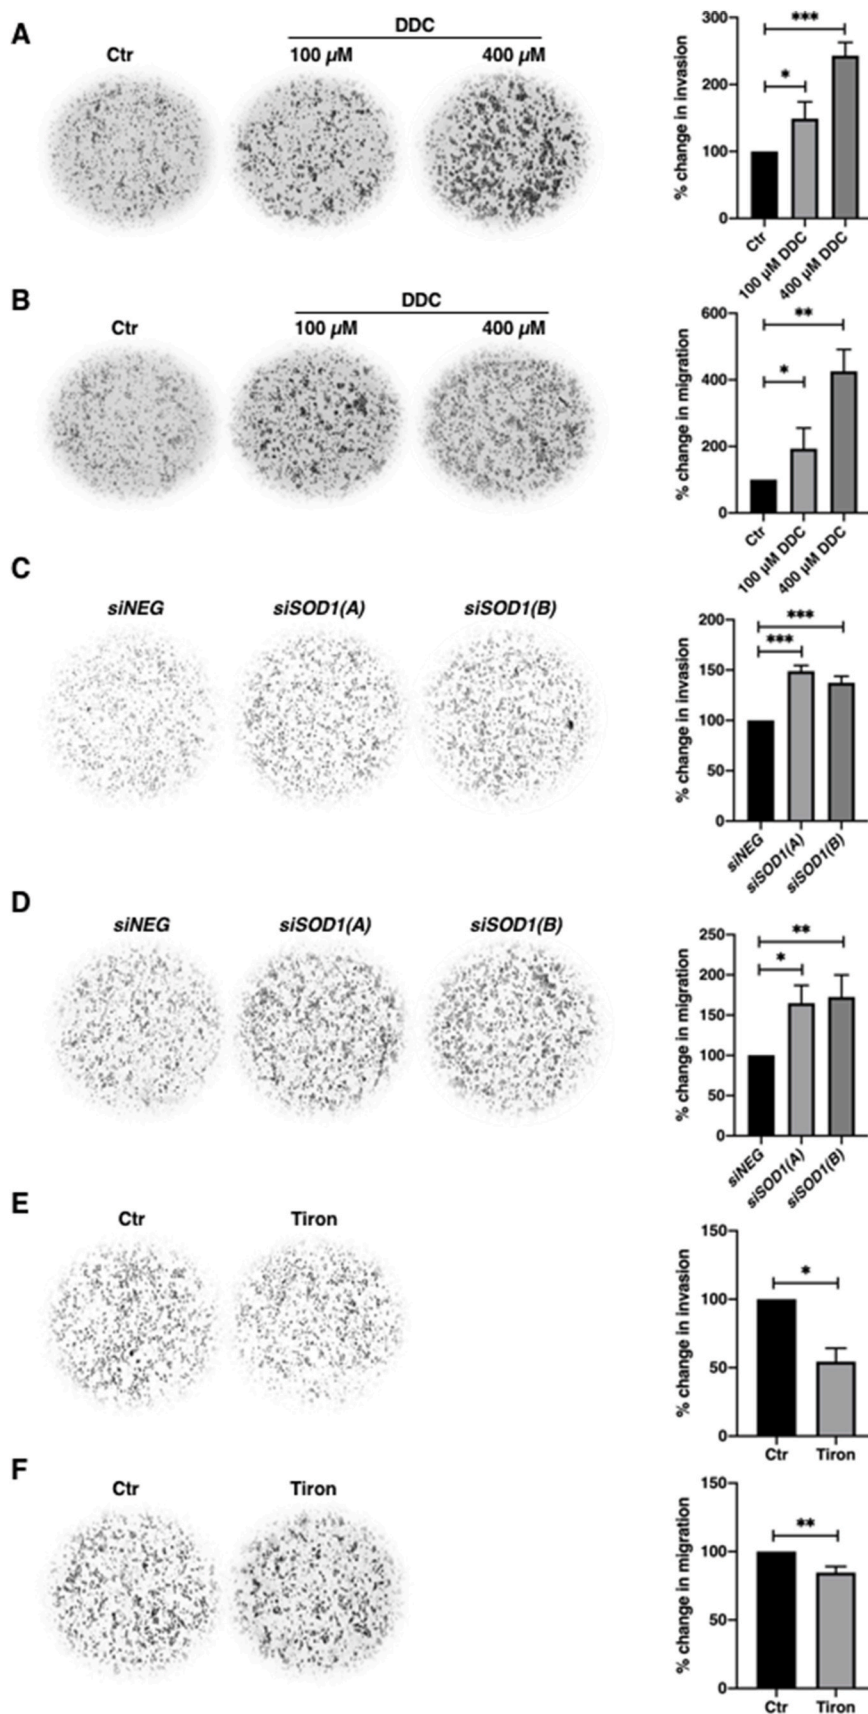 A
DDC
Ctr
100 µM
400 µM
% change in invasion
300
200
100
0
***
*
Ctr
100 µM DDC
400 µM DDC
B
DDC
Ctr
100 µM
400 µM
% change in migration
600
400
200
0
**
*
Ctr
100 µM DDC
400 µM DDC
C
siNEG
siSOD1(A)
siSOD1(B)
% change in invasion
200
150
100
50
0
***
***
siNEG
siSOD1(A)
siSOD1(B)
D
siNEG
siSOD1(A)
siSOD1(B)
% change in migration
250
200
150
100
50
0
**
*
siNEG
siSOD1(A)
siSOD1(B)
E
Ctr
Tiron
% change in invasion
150
100
50
0
*
Ctr
Tiron
F
Ctr
Tiron
% change in migration
150
100
50
0
**
Ctr
Tiron